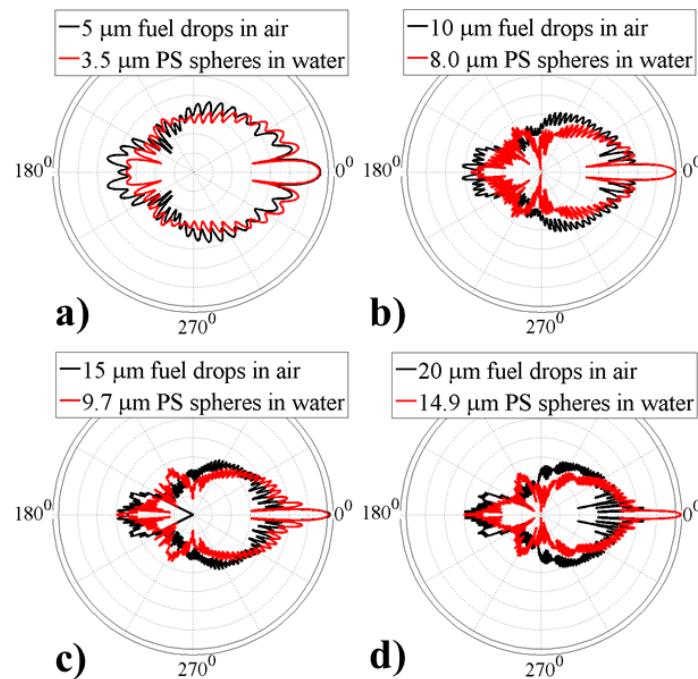 5 μm fuel drops in air
3.5 μm PS spheres in water
180⁰
0⁰
a)
270⁰
10 μm fuel drops in air
8.0 μm PS spheres in water
180⁰
0⁰
b)
270⁰
15 μm fuel drops in air
9.7 μm PS spheres in water
180⁰
0⁰
c)
270⁰
20 μm fuel drops in air
14.9 μm PS spheres in water
180⁰
0⁰
d)
270⁰